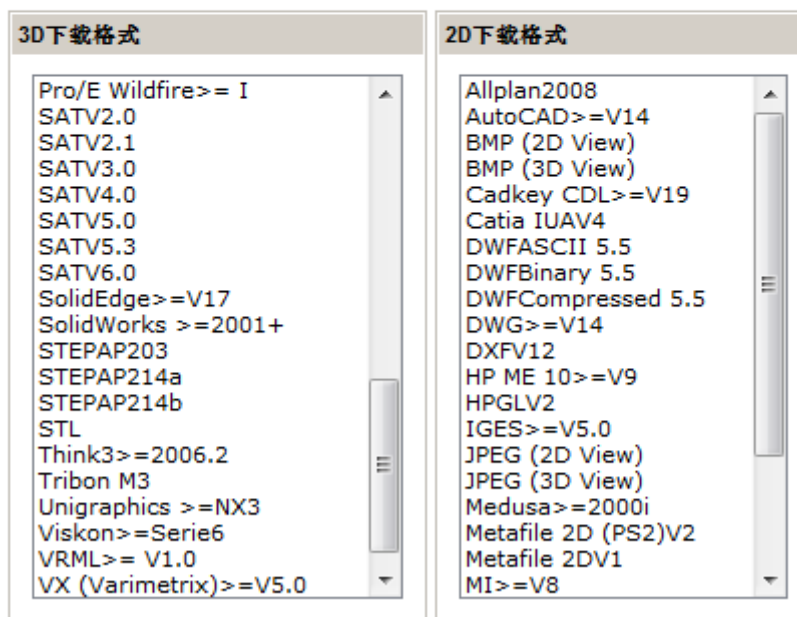 3D下载格式
Pro/E Wildfire>= I
SATV2.0
SATV2.1
SATV3.0
SATV4.0
SATV5.0
SATV5.3
SATV6.0
SolidEdge>=V17
SolidWorks >=2001+
STEPAP203
STEPAP214a
STEPAP214b
STL
Think3>=2006.2
Tribon M3
Unigraphics >=NX3
Viskon>=Serie6
VRML>= V1.0
VX (Varimetrix)>=V5.0
2D下载格式
Allplan2008
AutoCAD>=V14
BMP (2D View)
BMP (3D View)
Cadkey CDL>=V19
Catia IUAV4
DWFASCII 5.5
DWFBinary 5.5
DWFCompressed 5.5
DWG>=V14
DXFV12
HP ME 10>=V9
HPGLV2
IGES>=V5.0
JPEG (2D View)
JPEG (3D View)
Medusa>=2000i
Metafile 2D (PS2)V2
Metafile 2DV1
MI>=V8